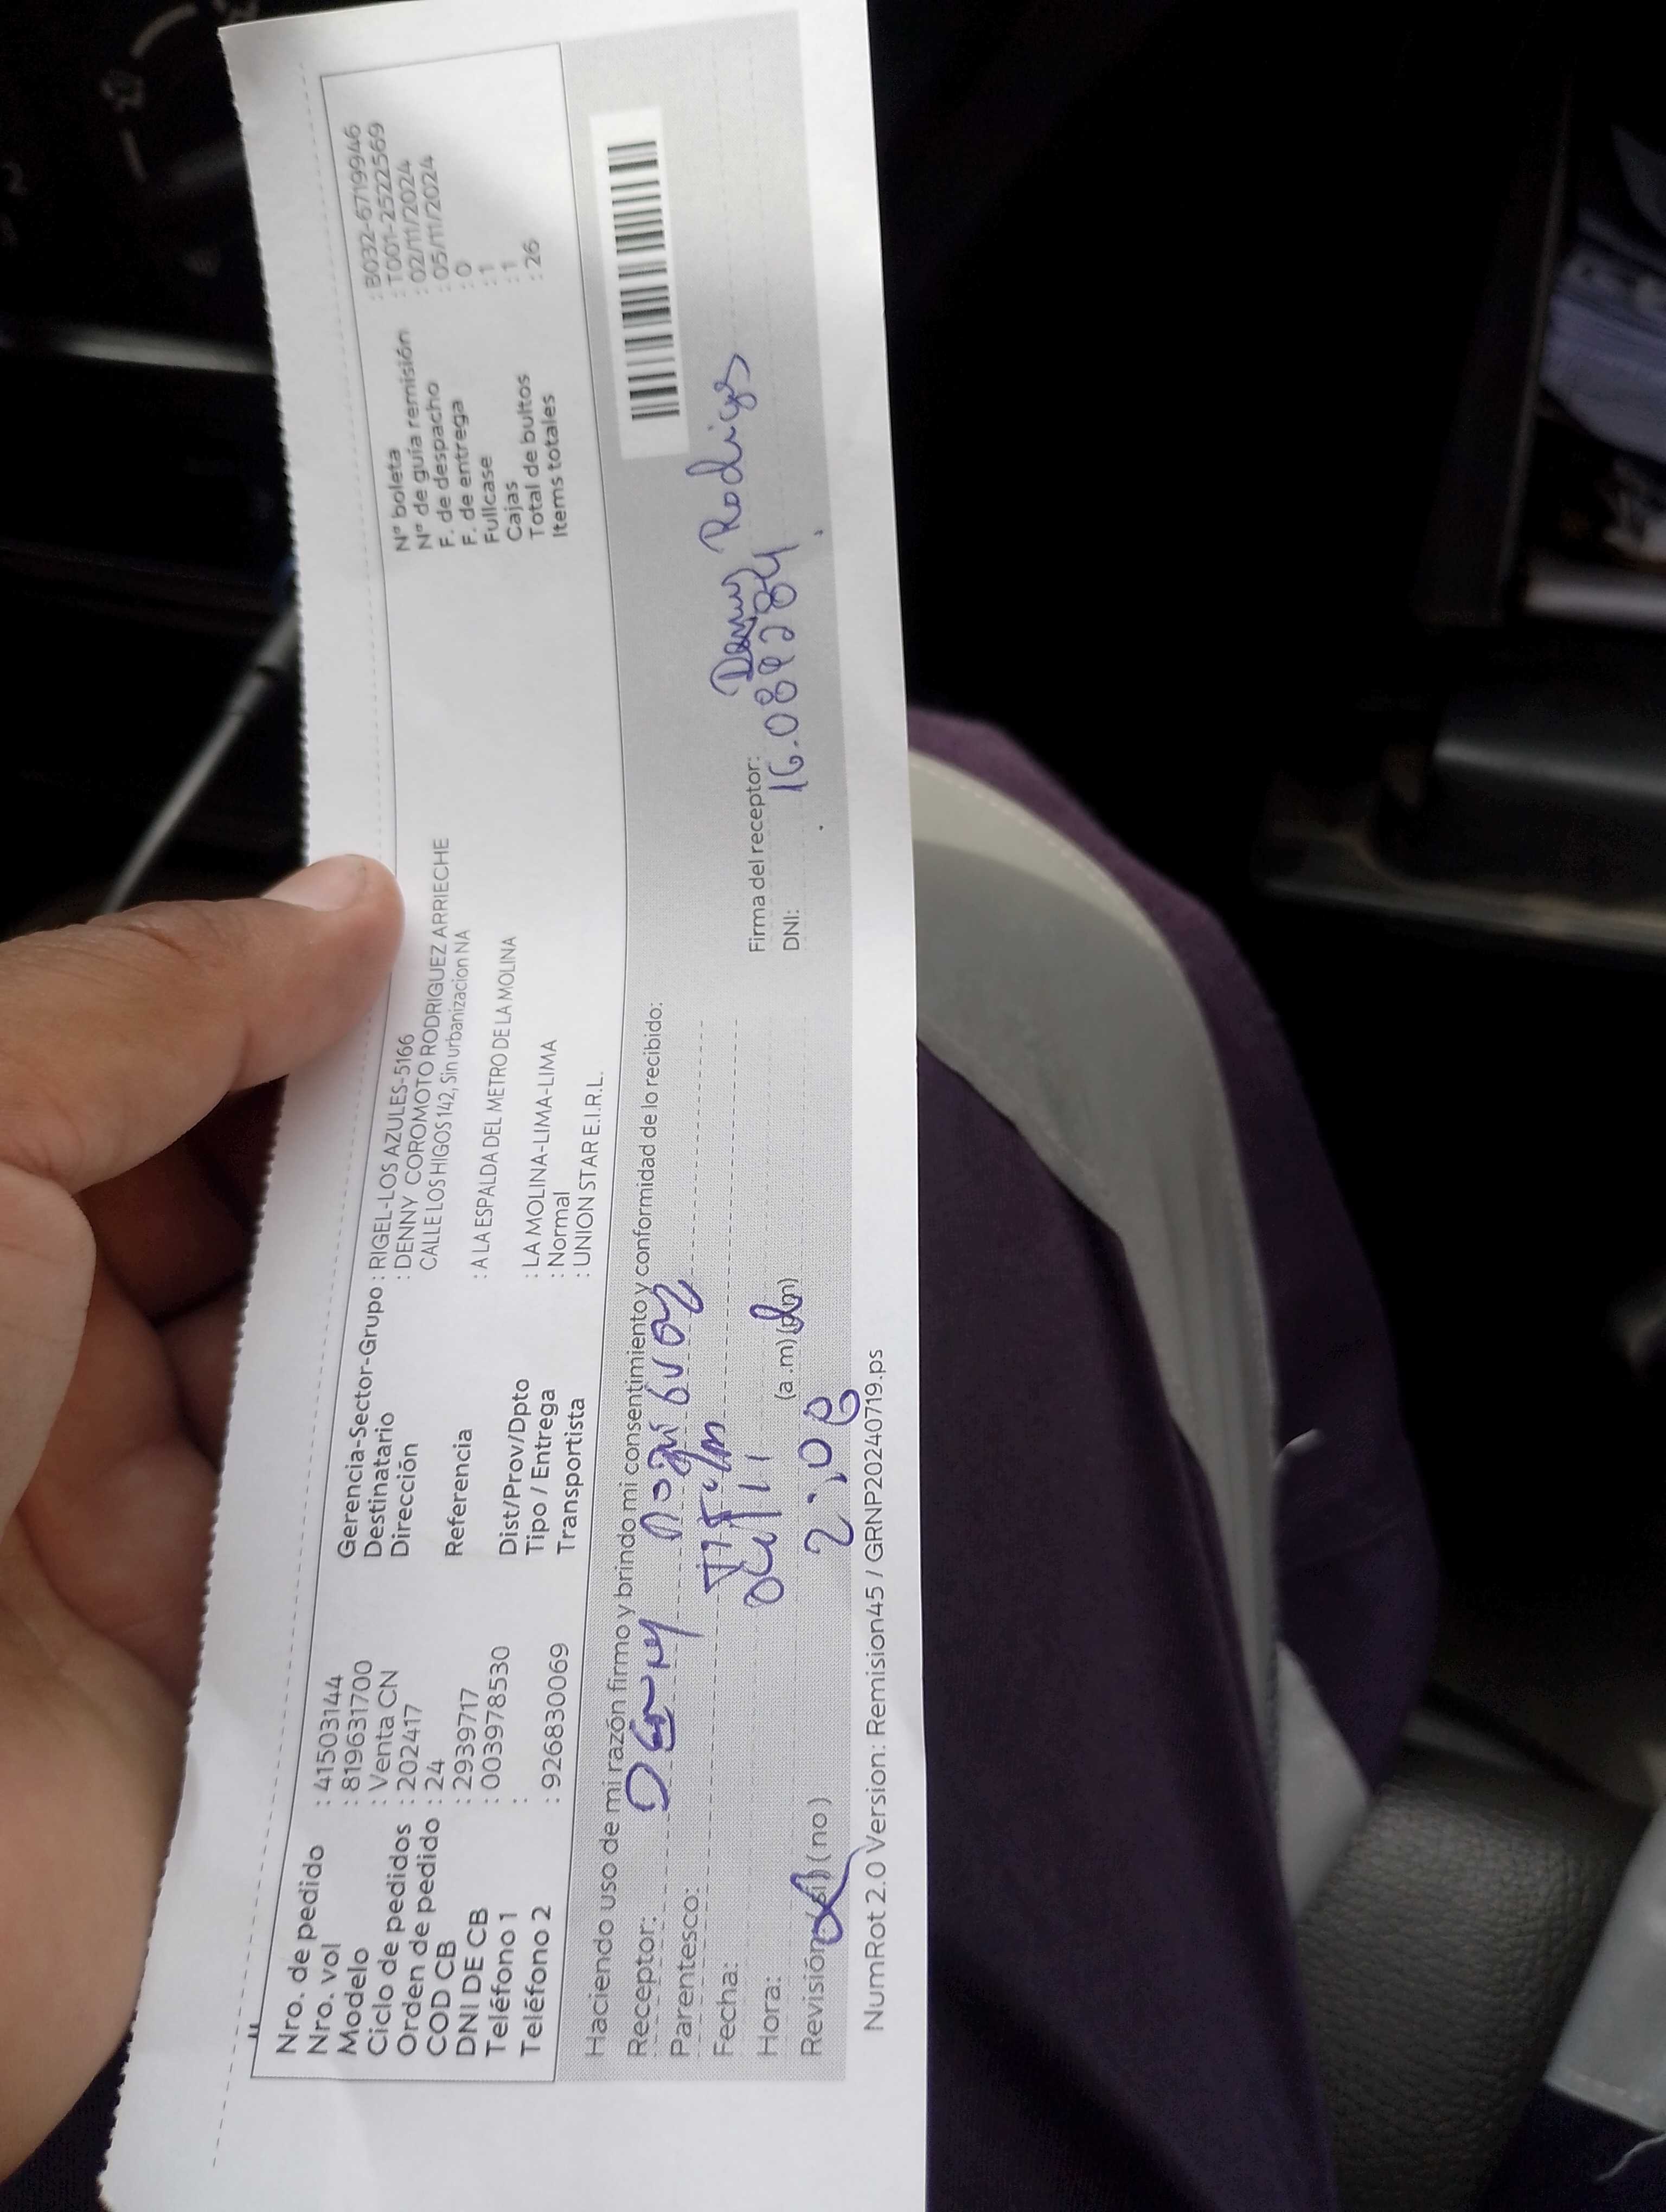 Nro. de pedido : 41503144
Nro. vol : 819631700
Modelo : Venta CN
Ciclo de pedidos : 202417
Orden de pedido : 24
COD CB : 2939717
DNI DE CB : 003978530
Teléfono 1 :
Teléfono 2 : 926830069
Gerencia-Sector-Grupo : RIGEL-LOS AZULES-5166
Destinatario : DENNY COROMOTO RODRIGUEZ ARRIECHE
Dirección CALLE LOS HIGOS 142, Sin urbanizacion NA
Referencia : A LA ESPALDA DEL METRO DE LA MOLINA
Dist/Prov/Dpto : LA MOLINA-LIMA-LIMA
Tipo / Entrega : Normal
Transportista : UNION STAR E.I.R.L.
Nº boleta : B032-6719946
Nº de guía remisión : T001-25222569
F. de despacho : 02/11/2024
F. de entrega : 05/11/2024
Fullcase : 0
Cajas : 1
Total de bultos : 1
Items totales : 26
Haciendo uso de mi razón firmo y brindo mi consentimiento y conformidad de lo recibido:
Receptor: DENNY
Parentesco:
Fecha:
Hora: (a.m) (pm)
Revisión: (si) (no) 2:08
Firma del receptor: Denny
DNI: 16.089284
NumRot 2.0 Version: Remision45 / GRNP20240719.ps